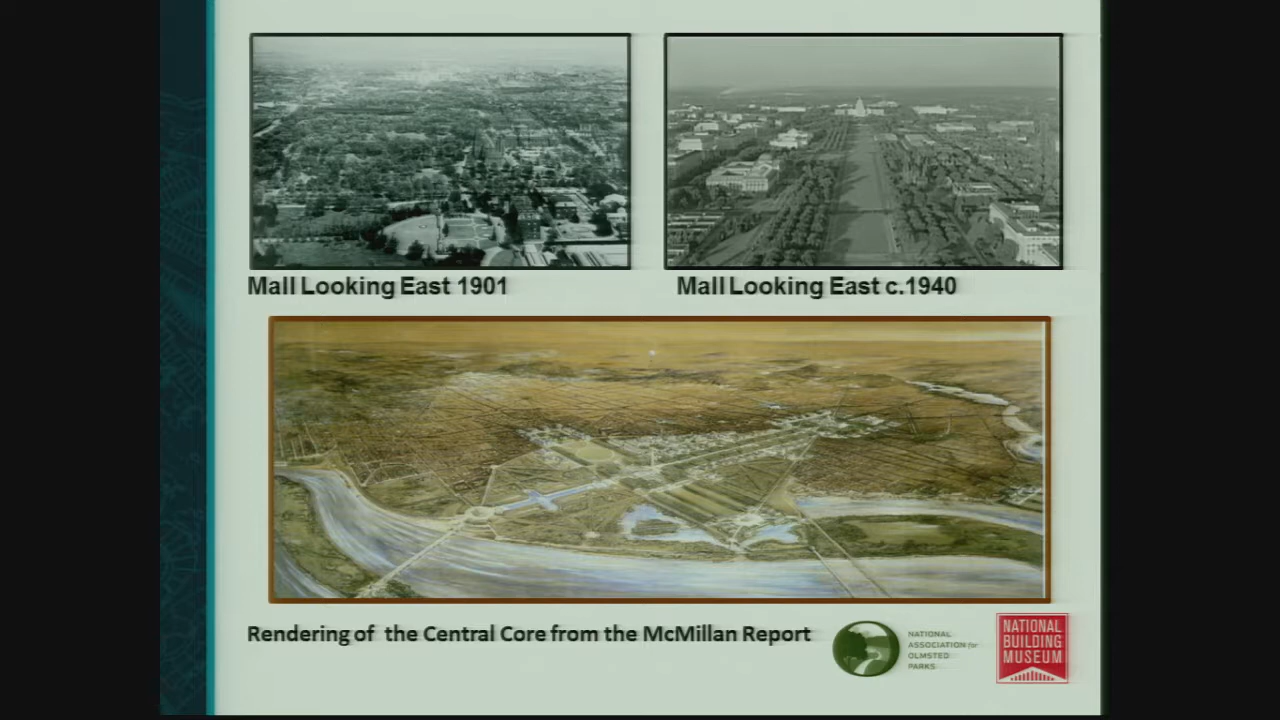 Mall Looking East 1901
Mall Looking East c.1940
Rendering of the Central Core from the McMillan Report
NATIONAL
ASSOCIATION for
OLMSTED
PARKS
NATIONAL
BUILDING
MUSEUM